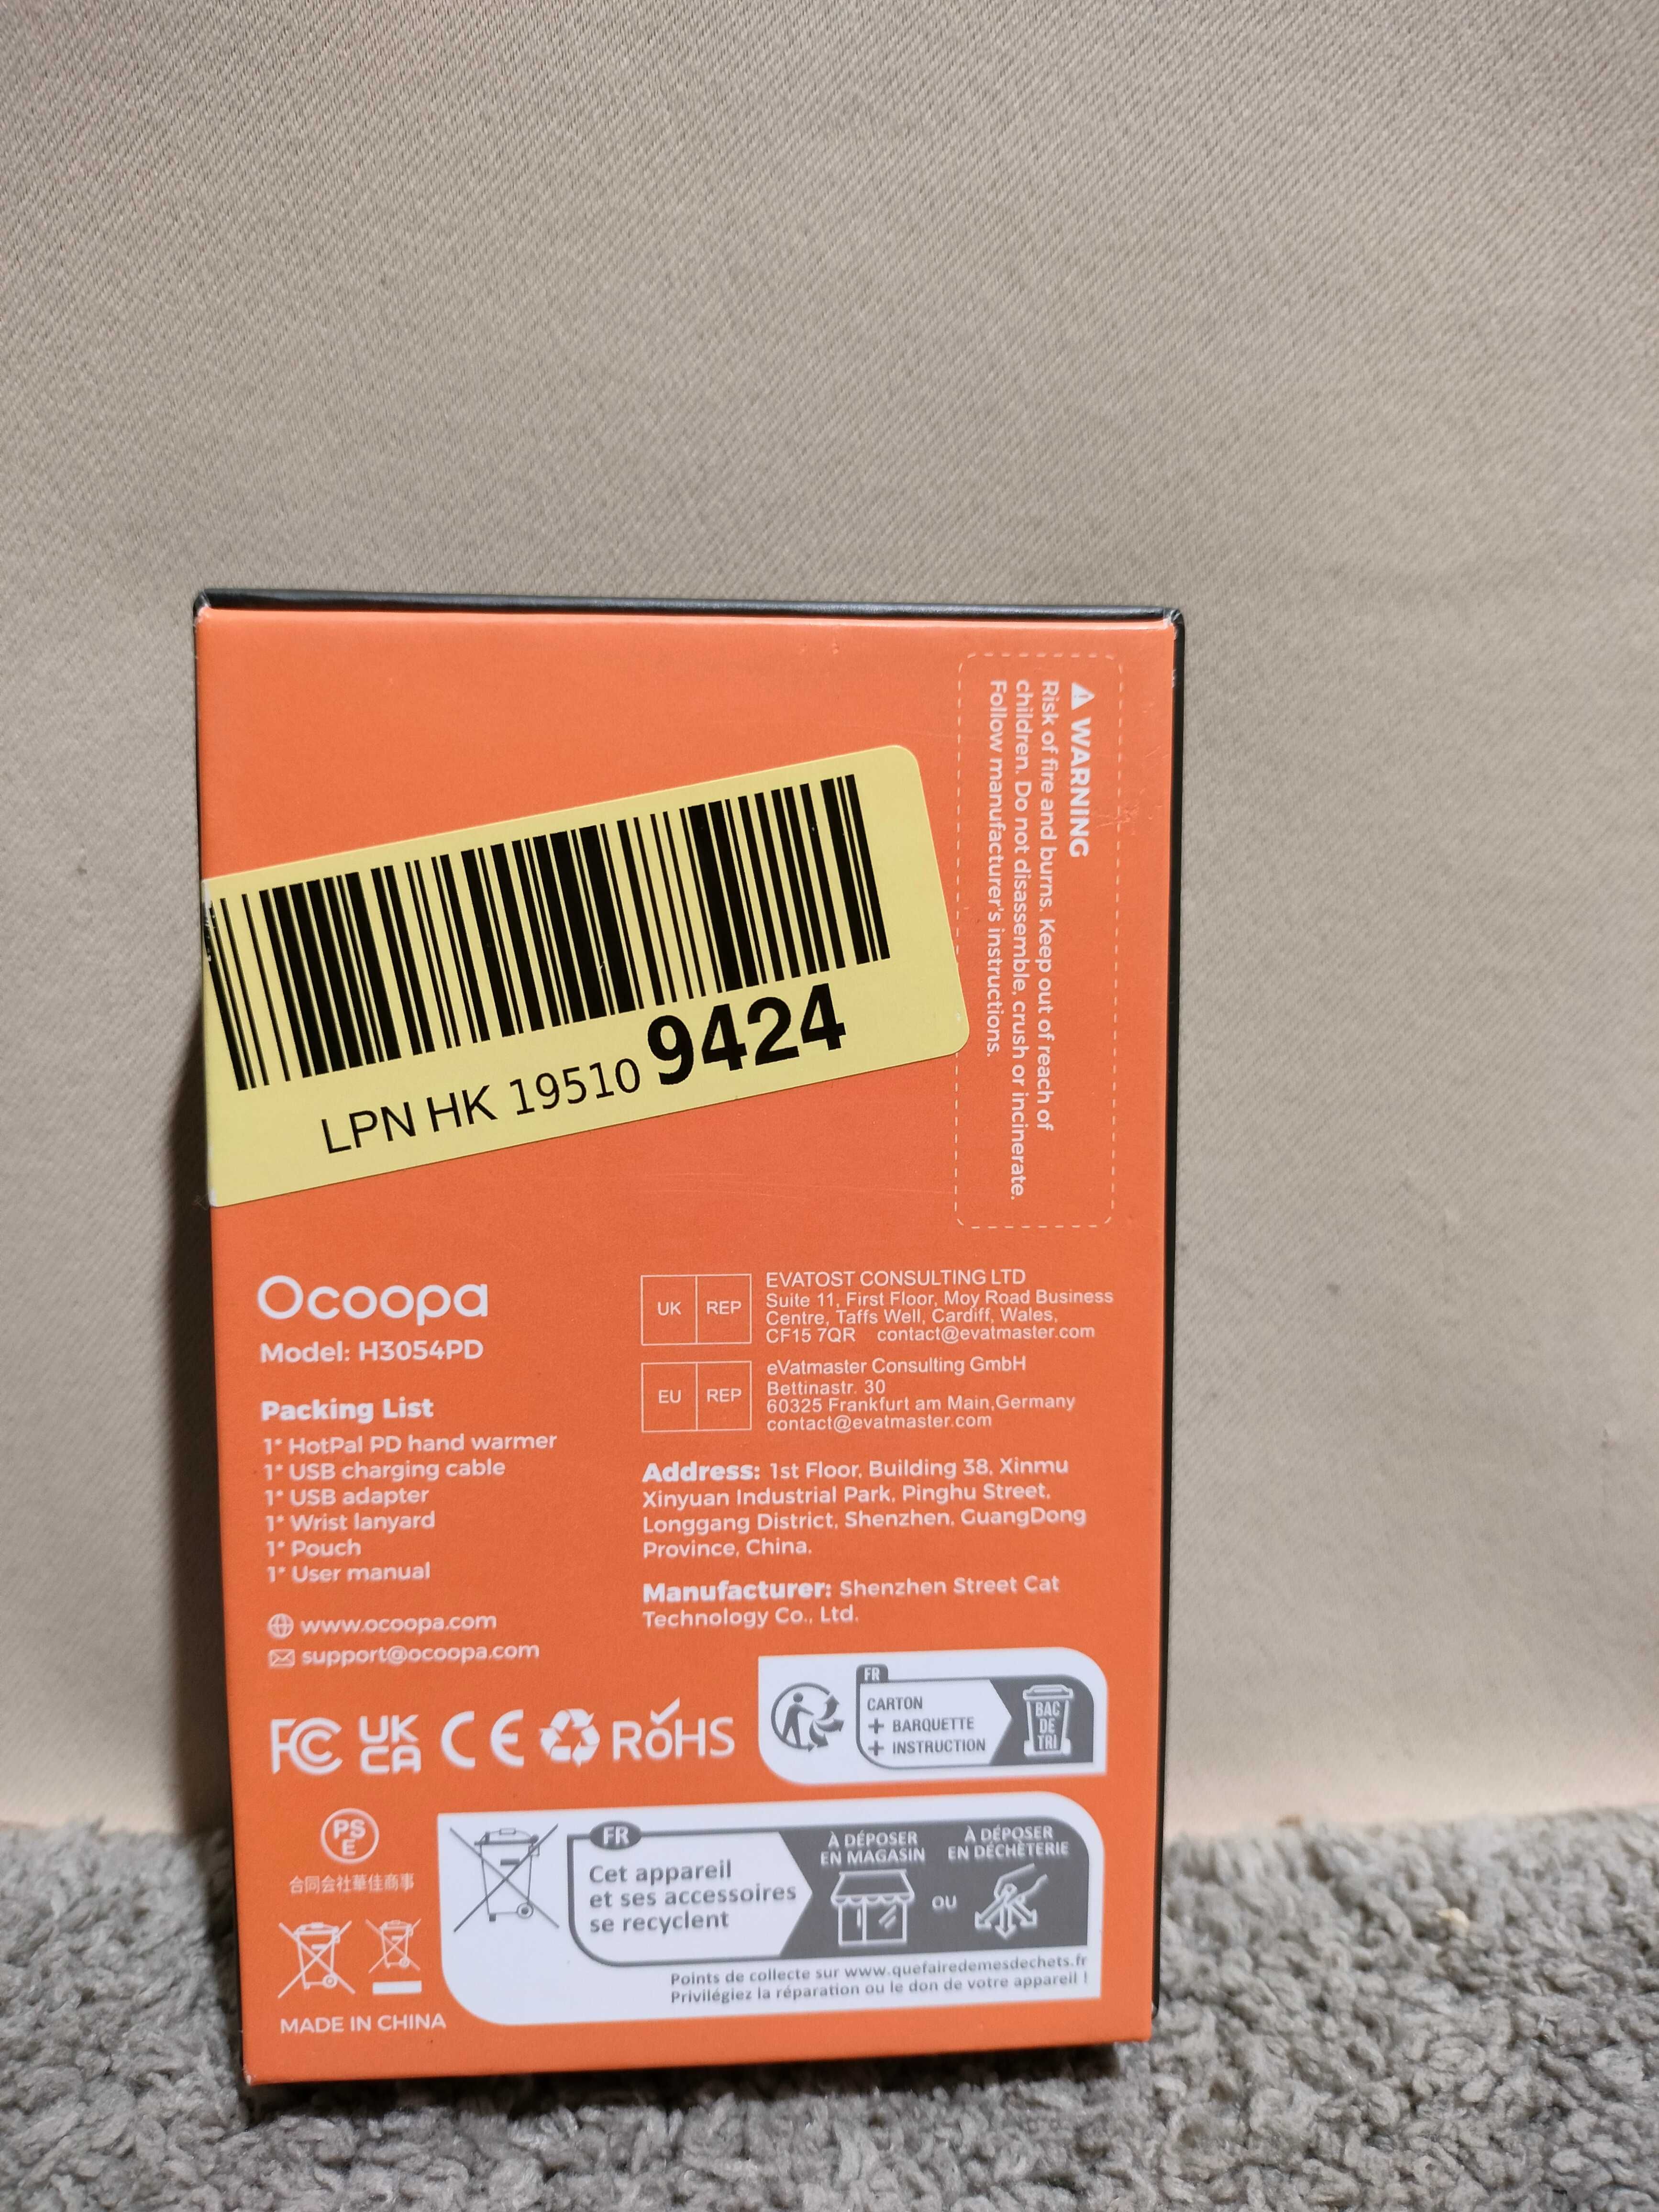 ⚠ WARNING
Risk of fire and burns. Keep out of reach of
children. Do not disassemble, crush or incinerate.
Follow manufacturer's instructions.
LPN HK 19510 9424
Ocoopa
Model: H3054PD
Packing List
1* HotPal PD hand warmer
1* USB charging cable
1* USB adapter
1* Wrist lanyard
1* Pouch
1* User manual
www.ocoopa.com
support@ocoopa.com
UK REP
EVATOST CONSULTING LTD
Suite 11, First Floor, Moy Road Business
Centre, Taffs Well, Cardiff, Wales,
CF15 7QR contact@evatmaster.com
EU REP
eVatmaster Consulting GmbH
Bettinastr. 30
60325 Frankfurt am Main,Germany
contact@evatmaster.com
Address: 1st Floor, Building 38, Xinmu
Xinyuan Industrial Park, Pinghu Street,
Longgang District, Shenzhen, GuangDong
Province, China.
Manufacturer: Shenzhen Street Cat
Technology Co., Ltd.
FC UK CA CE RoHS
FR
CARTON
+ BARQUETTE
+ INSTRUCTION
BAC
DE
TRI
PS
E
合同会社華佳商事
MADE IN CHINA
FR
Cet appareil
et ses accessoires
se recyclent
À DÉPOSER
EN MAGASIN
OU
À DÉPOSER
EN DÉCHÈTERIE
Points de collecte sur www.quefairedemesdechets.fr
Privilégiez la réparation ou le don de votre appareil !